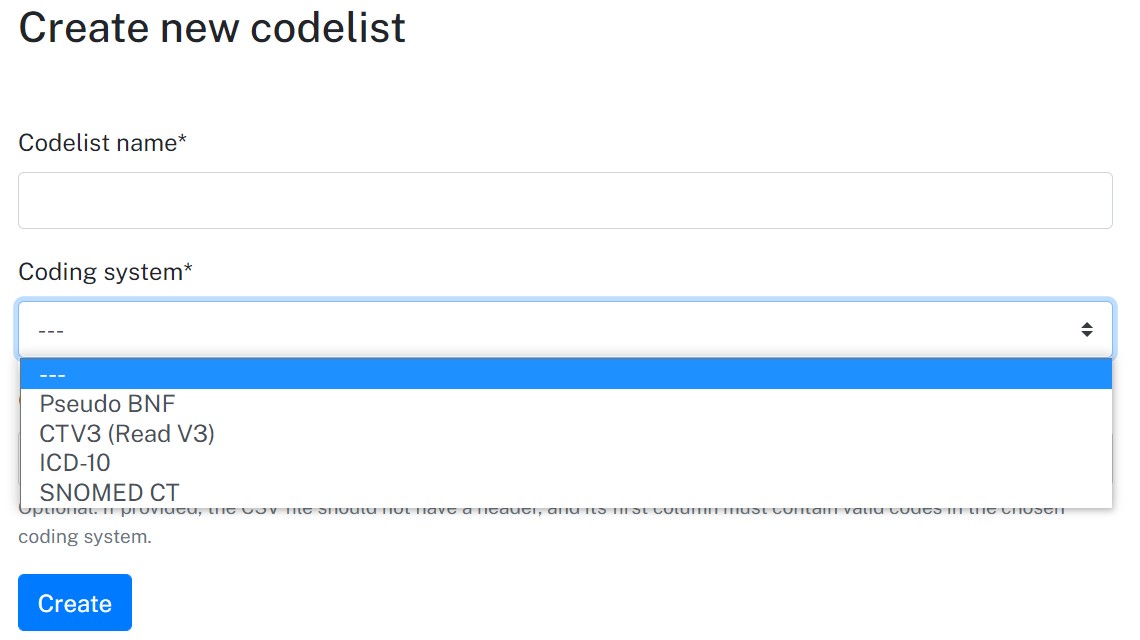 Create new codelist
Codelist name*
Coding system*
---
---
Pseudo BNF
CTV3 (Read V3)
ICD-10
SNOMED CT
Optional. If provided, the CSV file should not have a header, and its first column must contain valid codes in the chosen
coding system.
Create